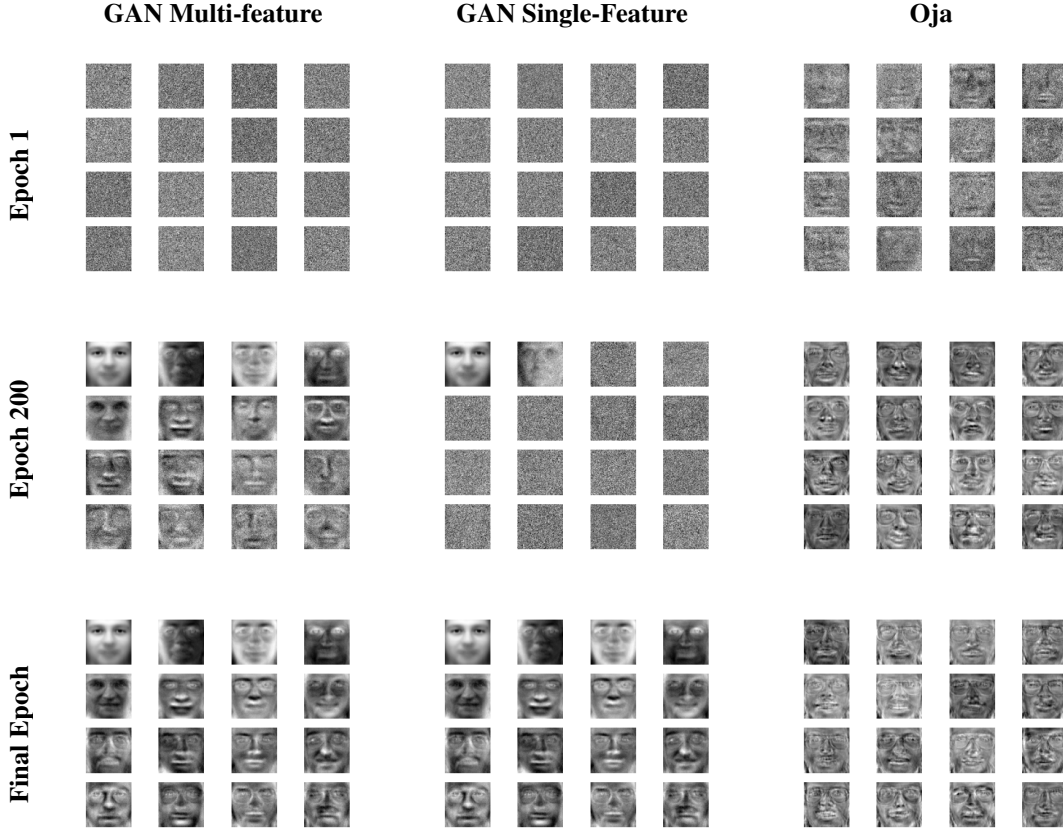 GAN Multi-feature
GAN Single-Feature
Oja
Epoch 1
Epoch 200
Final Epoch